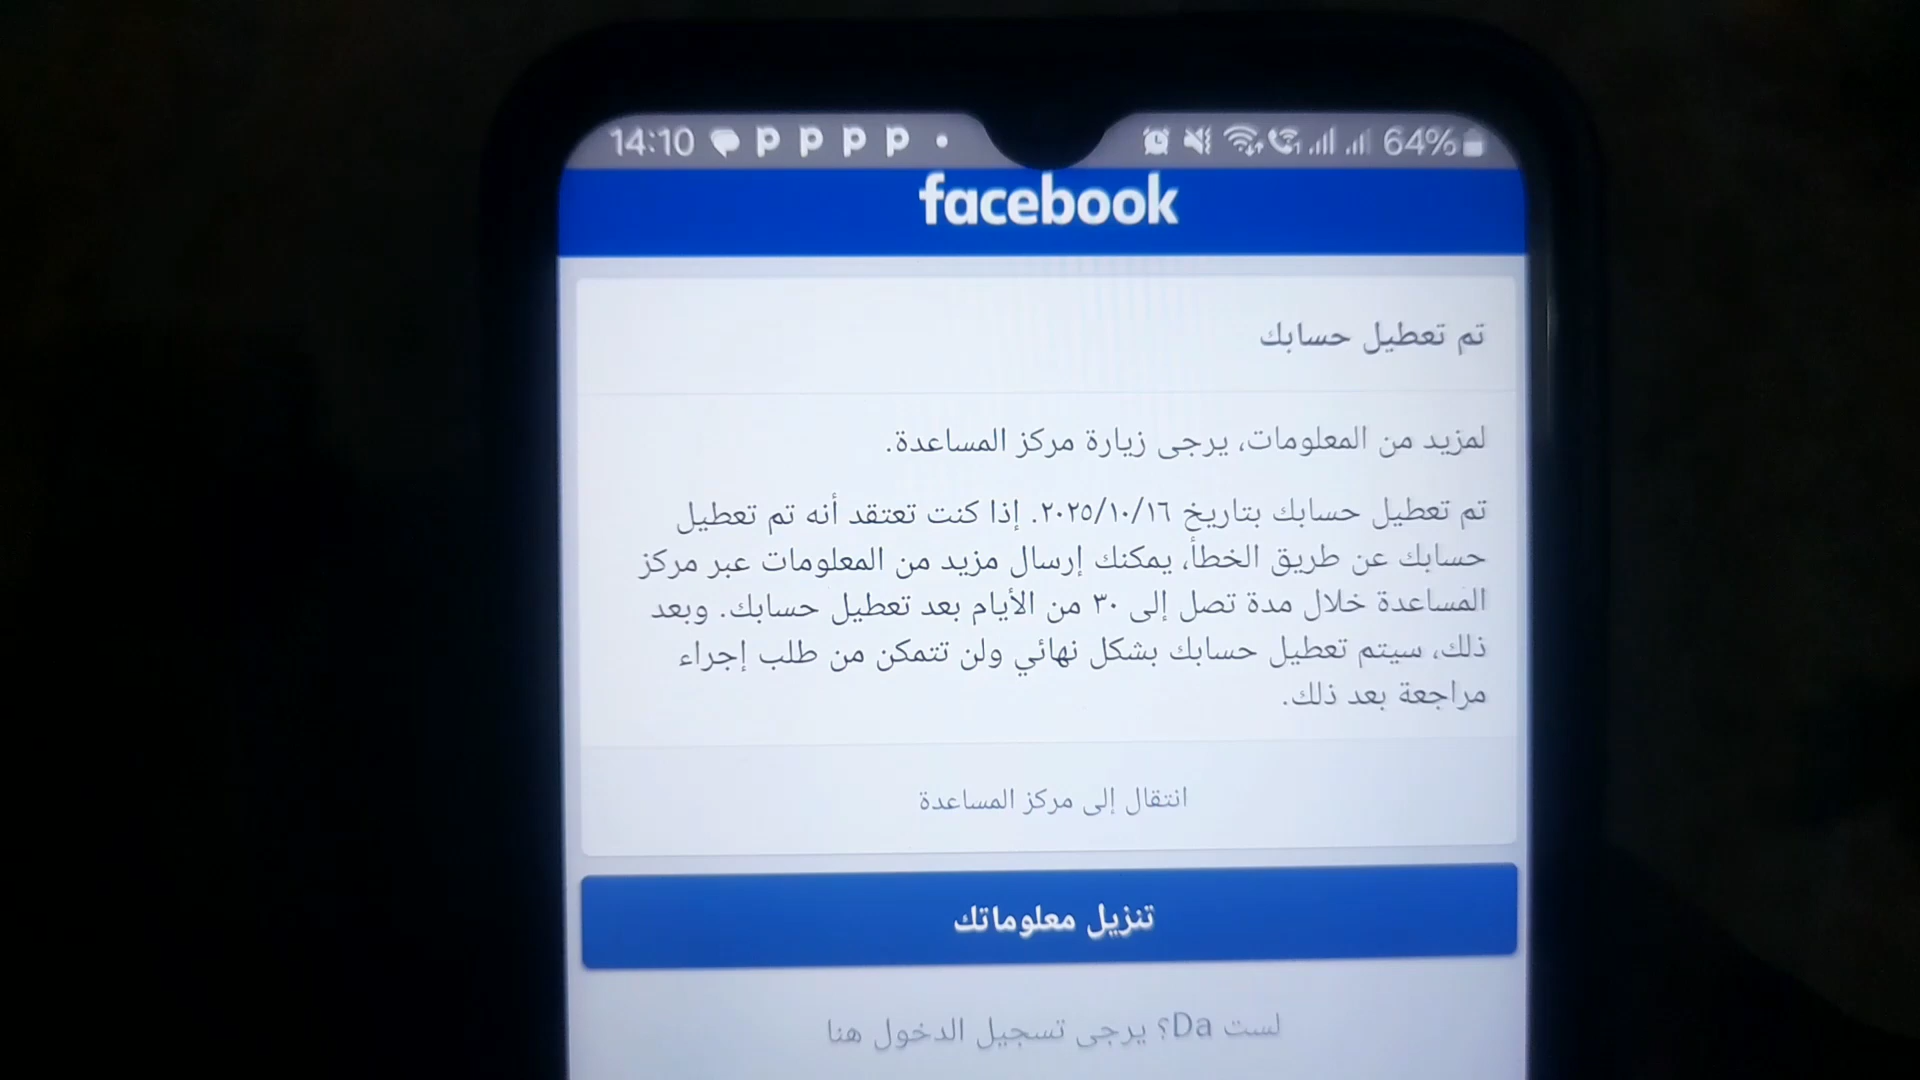 14:10
64%
facebook
تم تعطيل حسابك
لمزيد من المعلومات، يرجى زيارة مركز المساعدة.
تم تعطيل حسابك بتاريخ ٢٠٢٥/١٠/١٦. إذا كنت تعتقد أنه تم تعطيل
حسابك عن طريق الخطأ، يمكنك إرسال مزيد من المعلومات عبر مركز
المساعدة خلال مدة تصل إلى ٣٠ من الأيام بعد تعطيل حسابك. وبعد
ذلك، سيتم تعطيل حسابك بشكل نهائي ولن تتمكن من طلب إجراء
مراجعة بعد ذلك.
انتقال إلى مركز المساعدة
تنزيل معلوماتك
لست Da؟ يرجى تسجيل الدخول هنا